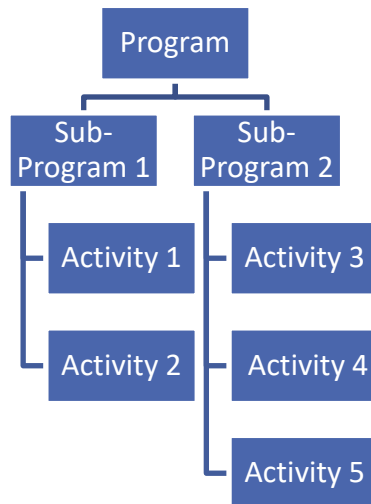 Program
Sub-
Program 1
Sub-
Program 2
Activity 1
Activity 2
Activity 3
Activity 4
Activity 5